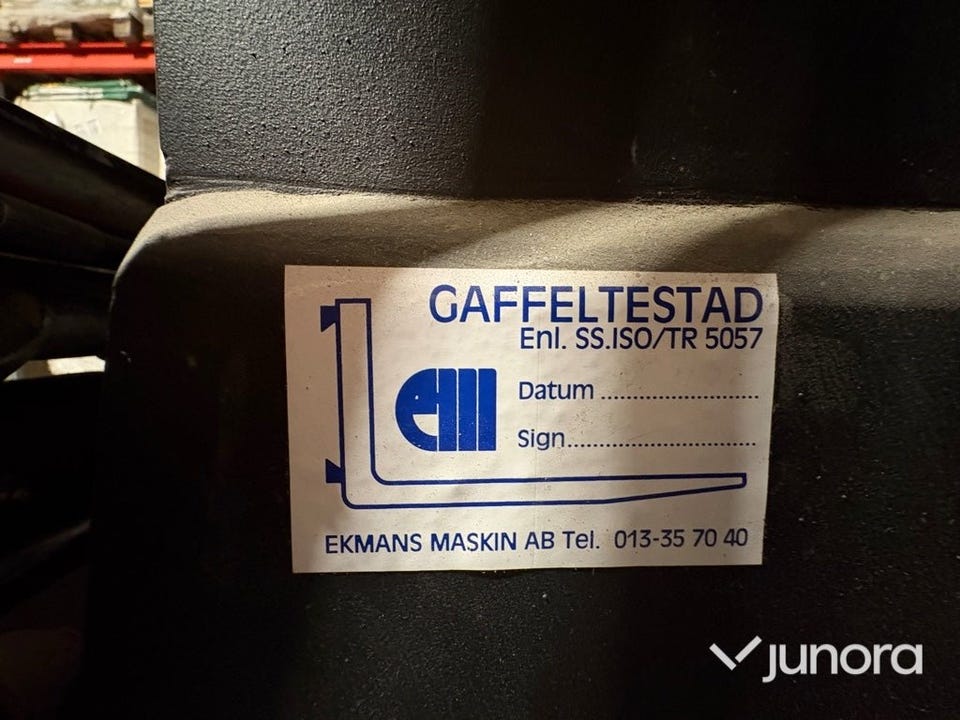 GAFFELTESTAD
Enl. SS.ISO/TR 5057
Datum ........................
Sign.............................
EKMANS MASKIN AB Tel. 013-35 70 40
junora